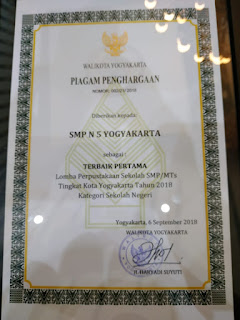 WALIKOTA YOGYAKARTA
PIAGAM PENGHARGAAN
NOMOR:
Diberikan kepada:
SMP N 5 YOGYAKARTA
sebagai:
TERBAIK PERTAMA
Lomba Perpustakaan Sekolah SMP/MTs
Tingkat Kota Yogyakarta Tahun 2018
Kategori Sekolah Negeri
Yogyakarta, 6 September 2018
WALIKOTA YOGYAKARTA
H. HARYADI SUYUTI